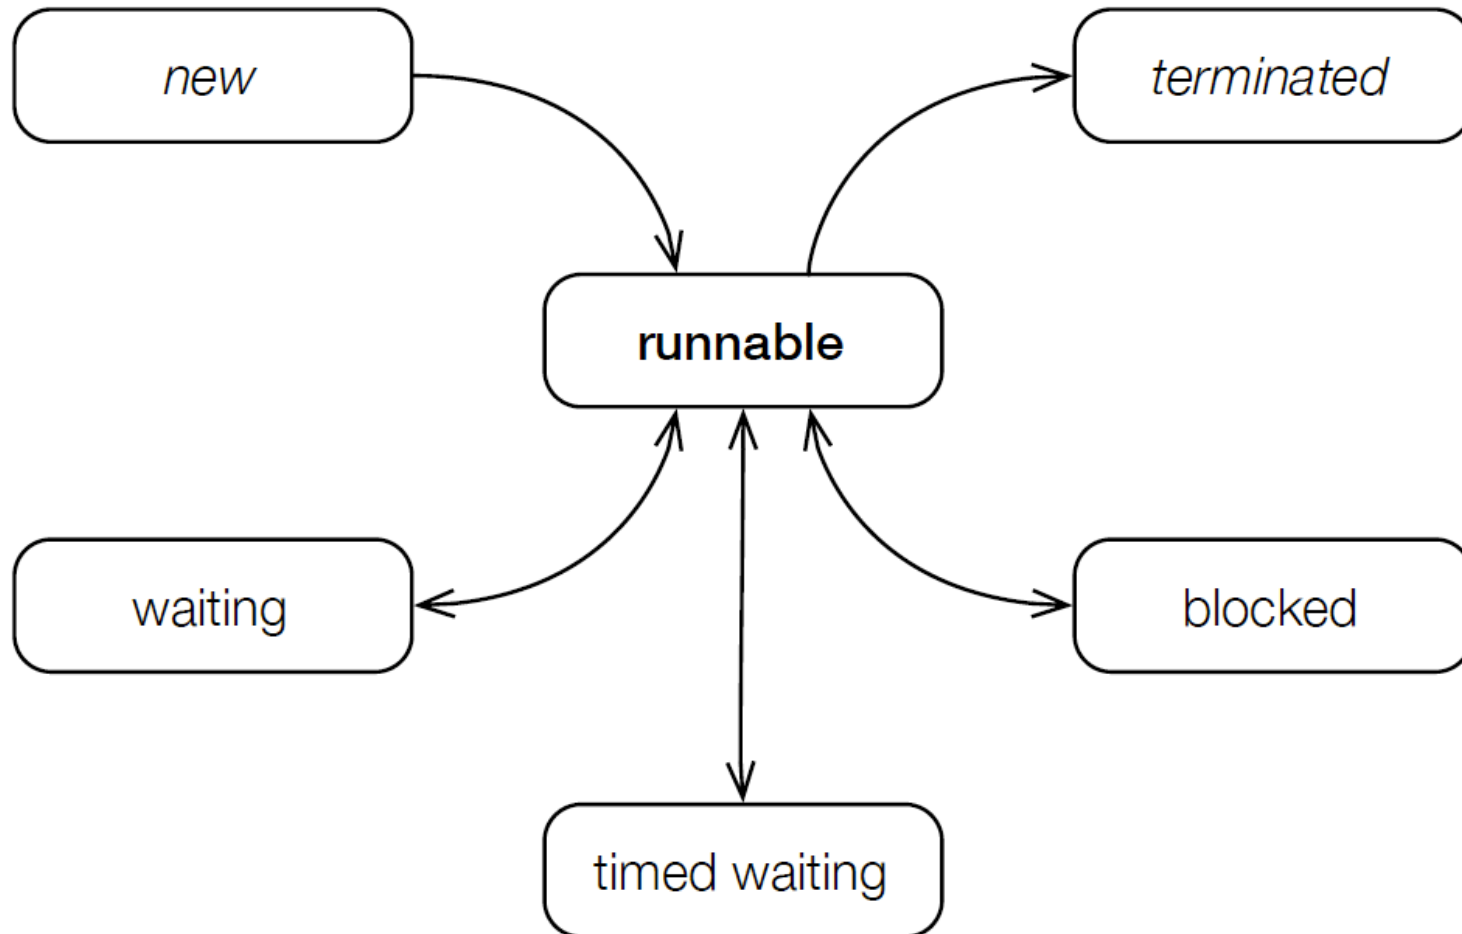 new
terminated
runnable
waiting
blocked
timed waiting